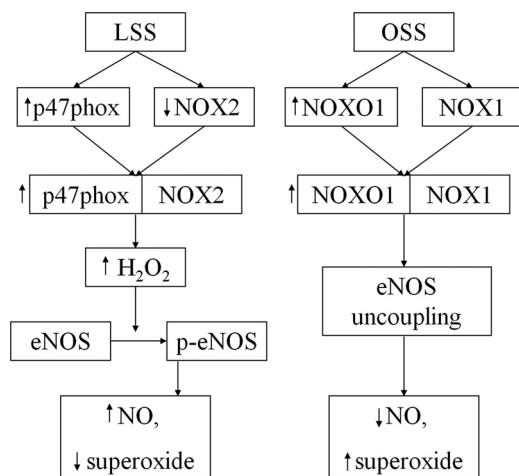 LSS
OSS
↑p47phox
↓NOX2
↑NOXO1
NOX1
↑ p47phox NOX2
↑ NOXO1 NOX1
↑ H₂O₂
eNOS
uncoupling
eNOS
p-eNOS
↑NO,
↓superoxide
↓NO,
↑superoxide